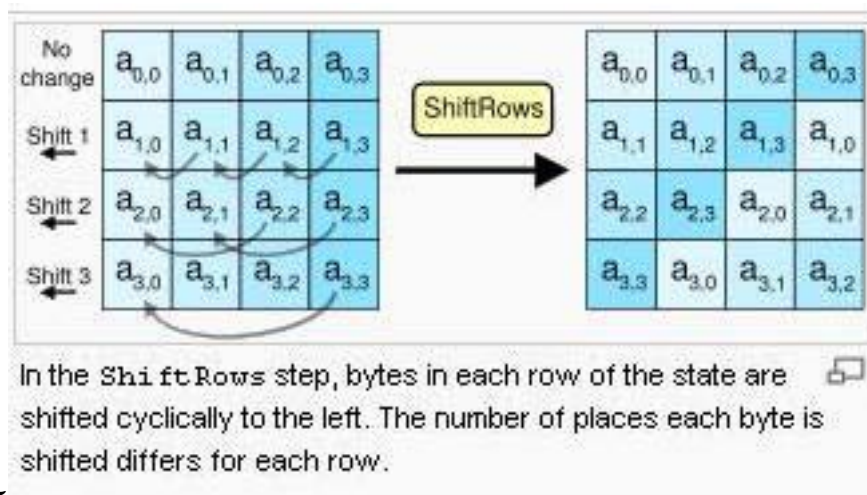 No
change a0,0 a0,1 a0,2 a0,3 a0,0 a0,1 a0,2 a0,3
ShiftRows
Shift 1 a1,0 a1,1 a1,2 a1,3 a1,1 a1,2 a1,3 a1,0
Shift 2 a2,0 a2,1 a2,2 a2,3 a2,2 a2,3 a2,0 a2,1
Shift 3 a3,0 a3,1 a3,2 a3,3 a3,3 a3,0 a3,1 a3,2
In the ShiftRows step, bytes in each row of the state are
shifted cyclically to the left. The number of places each byte is
shifted differs for each row.